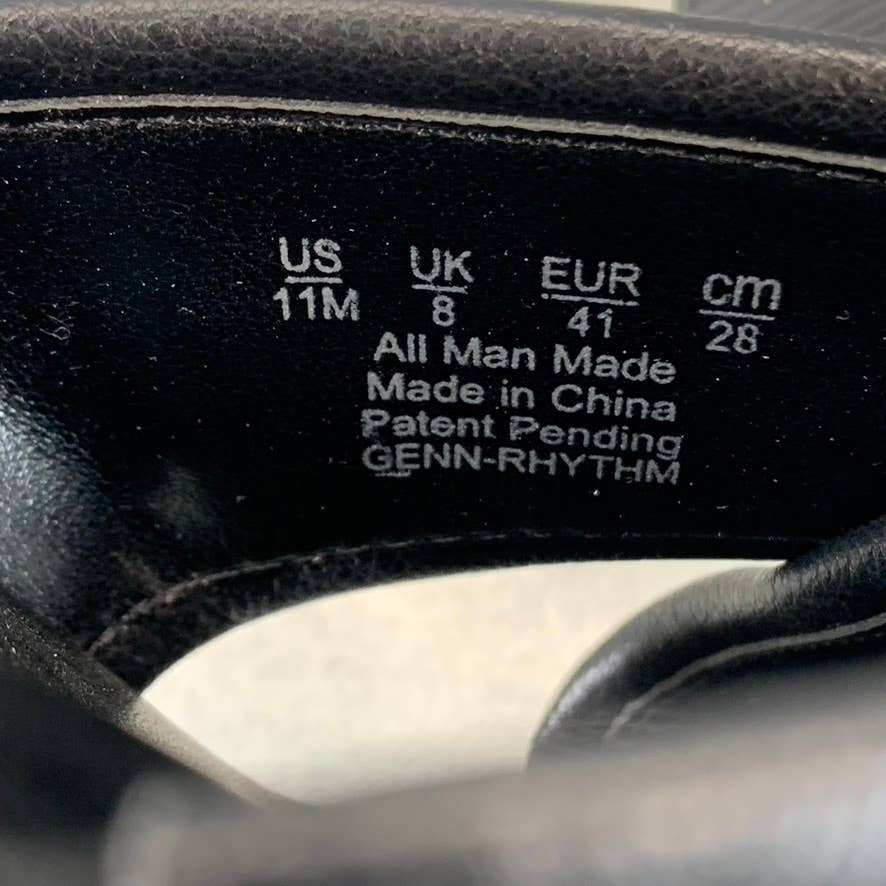 US UK EUR cm
11M 8 41 28
All Man Made
Made in China
Patent Pending
GENN-RHYTHM